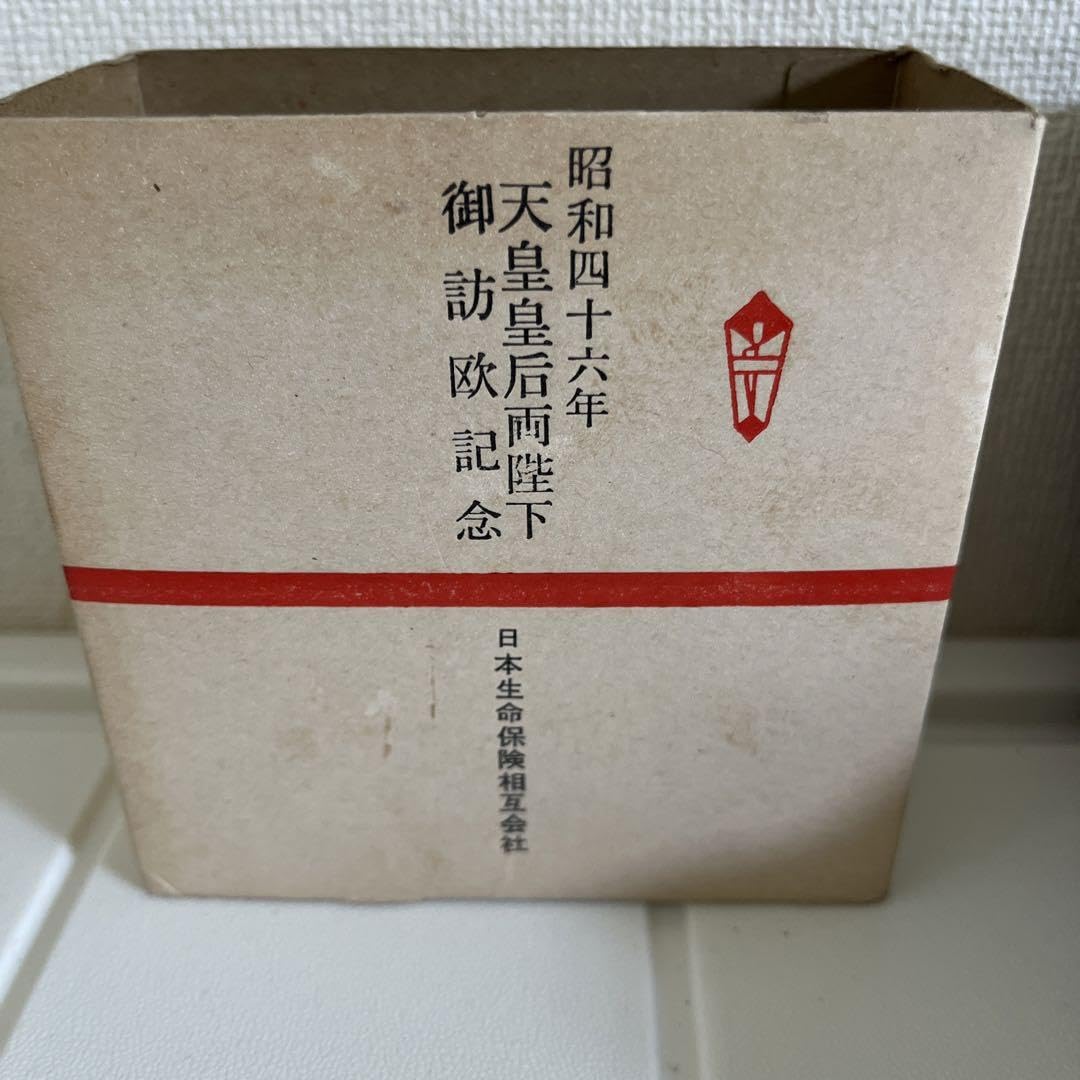 昭和四十六年
天皇皇后両陛下
御訪欧記念
日本生命保険相互会社